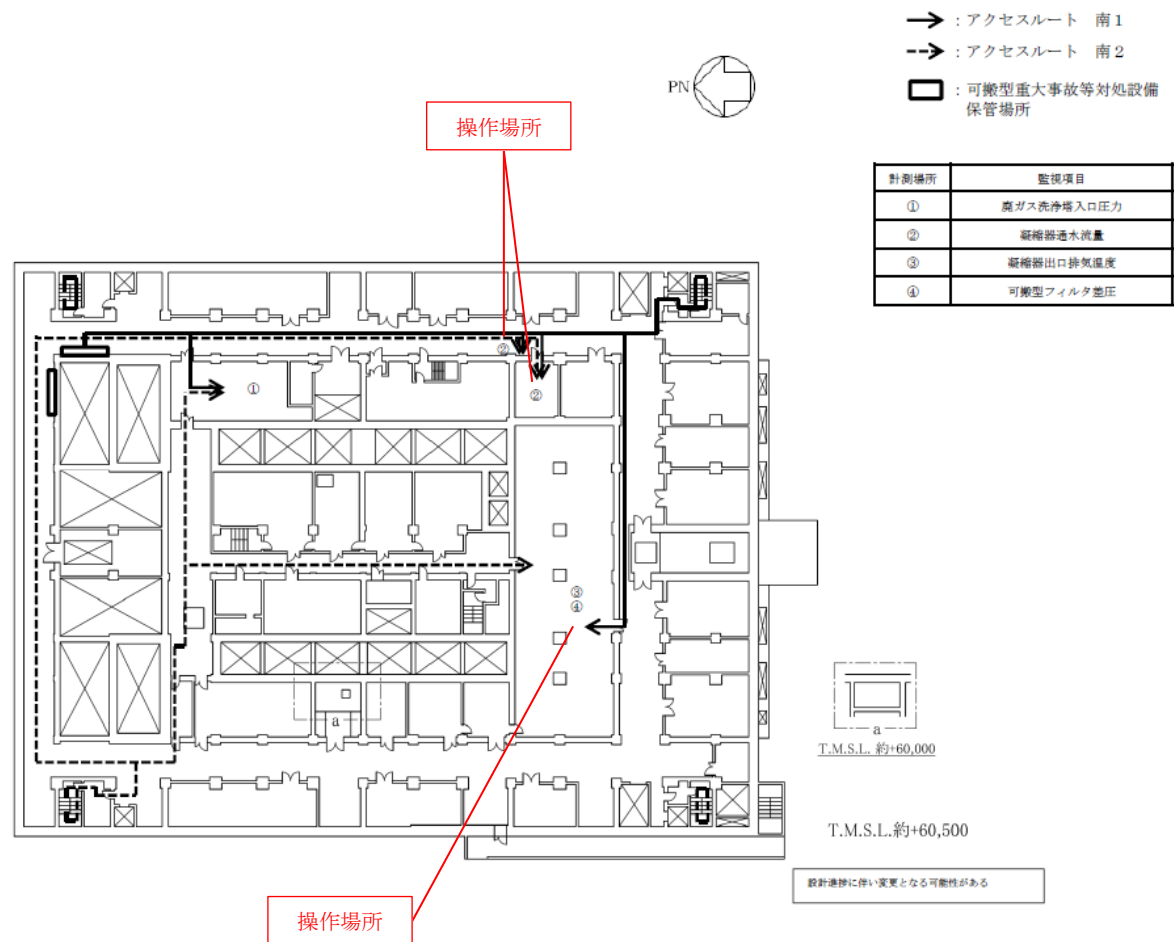 ：アクセスルート　南１
：アクセスルート　南２
：可搬型重大事故等対処設備
保管場所
PN
操作場所
計測場所 監視項目
① 廃ガス洗浄塔入口圧力
② 凝縮器通水流量
③ 凝縮器出口排気温度
④ 可搬型フィルタ差圧
②
①
②
③
④
a
a
T.M.S.L. 約+60,000
T.M.S.L.約+60,500
設計進捗に伴い変更となる可能性がある
操作場所